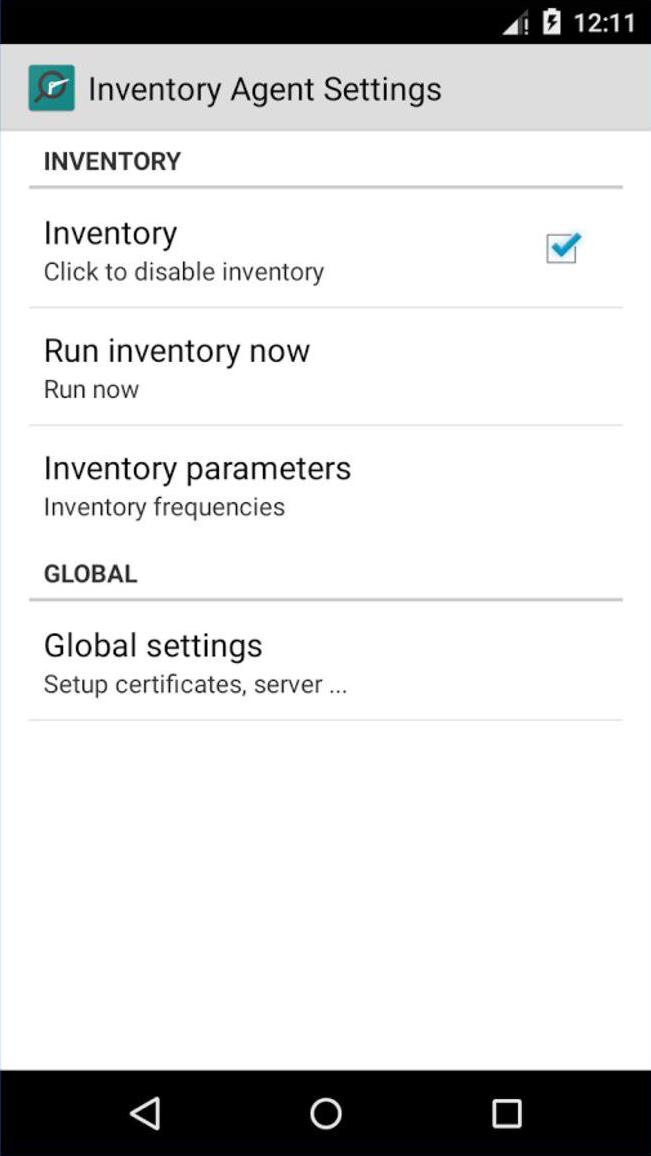 12:11
Inventory Agent Settings
INVENTORY
Inventory
Click to disable inventory
Run inventory now
Run now
Inventory parameters
Inventory frequencies
GLOBAL
Global settings
Setup certificates, server ...